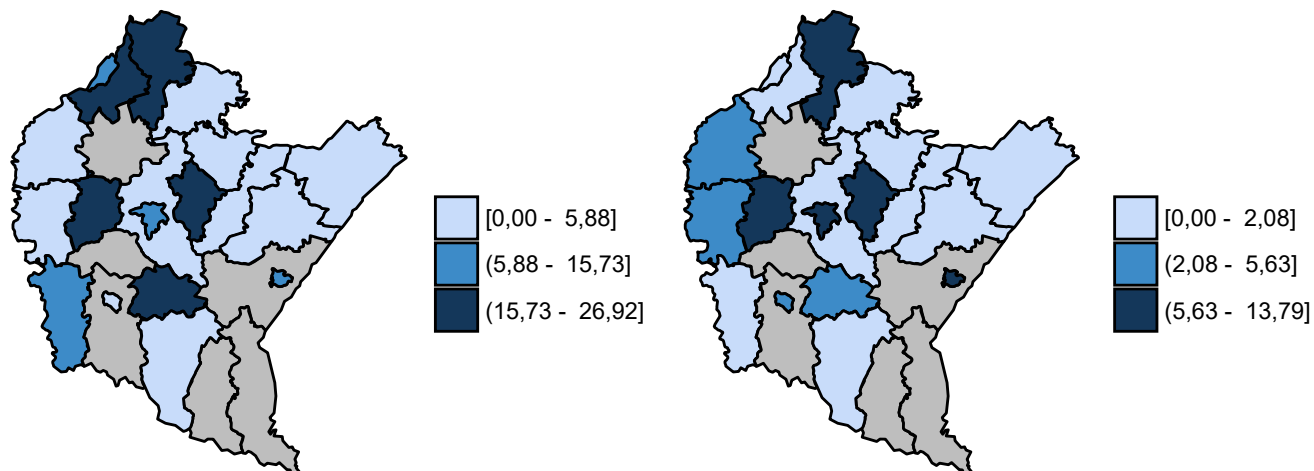 [0,00 - 5,88]
(5,88 - 15,73]
(15,73 - 26,92]
[0,00 - 2,08]
(2,08 - 5,63]
(5,63 - 13,79]